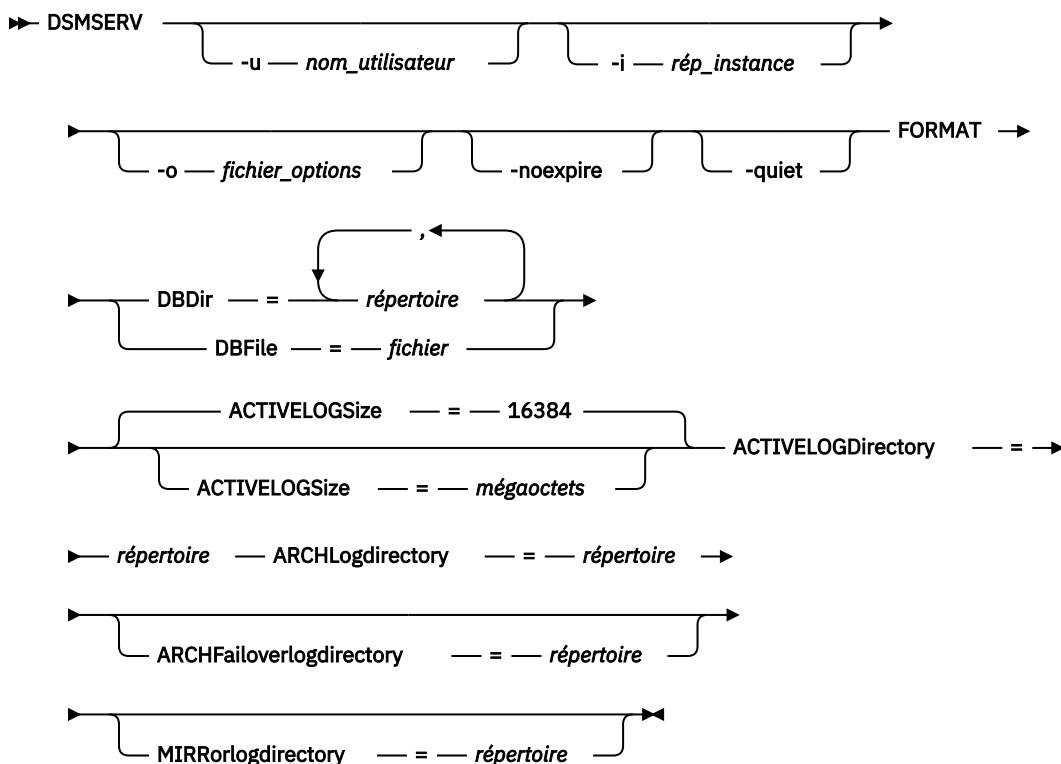 DSMSERV
-u nom_utilisateur -i rép_instance
FORMAT
-o fichier_options -noexpire -quiet
,
DBDir = répertoire
DBFile = fichier
ACTIVELOGSize = 16384
ACTIVELOGDirectory =
ACTIVELOGSize = mégaoctets
répertoire ARCHLogdirectory = répertoire
ARCHFailoverlogdirectory = répertoire
MIRRorlogdirectory = répertoire